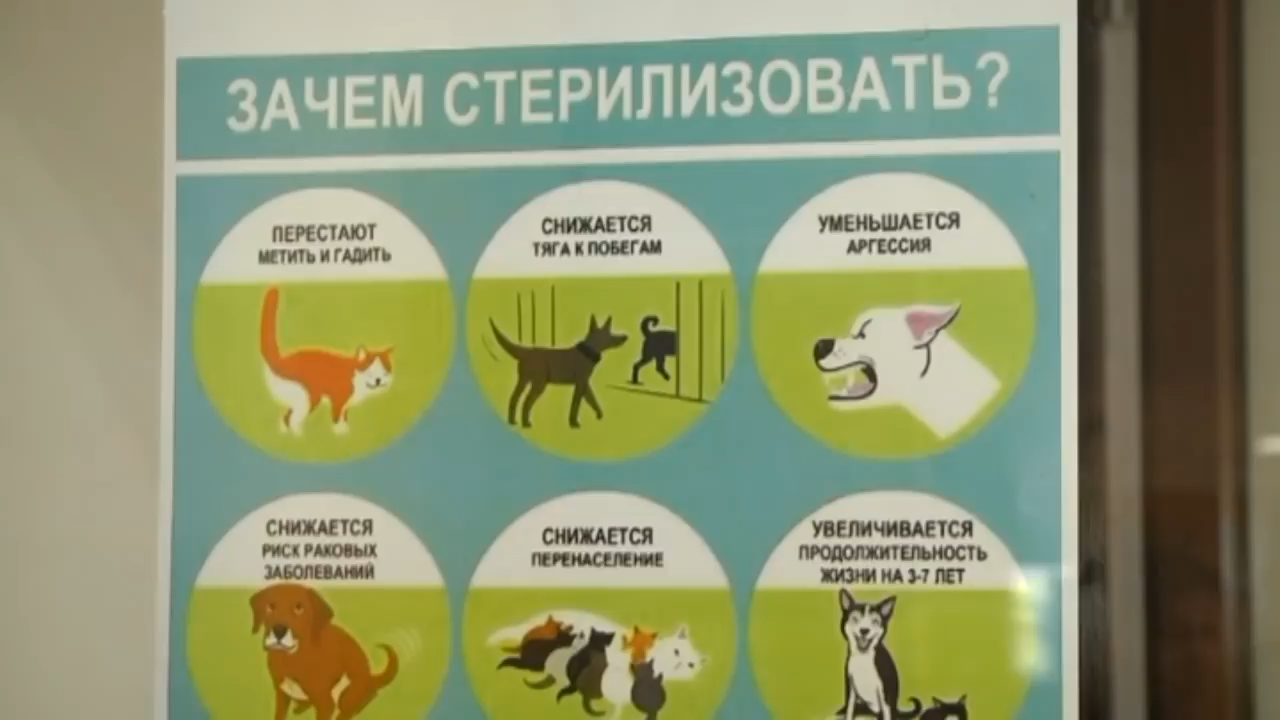 ЗАЧЕМ СТЕРИЛИЗОВАТЬ?
ПЕРЕСТАЮТ
МЕТИТЬ И ГАДИТЬ
СНИЖАЕТСЯ
ТЯГА К ПОБЕГАМ
УМЕНЬШАЕТСЯ
АРГЕССИЯ
СНИЖАЕТСЯ
РИСК РАКОВЫХ
ЗАБОЛЕВАНИЙ
СНИЖАЕТСЯ
ПЕРЕНАСЕЛЕНИЕ
УВЕЛИЧИВАЕТСЯ
ПРОДОЛЖИТЕЛЬНОСТЬ
ЖИЗНИ НА 3-7 ЛЕТ